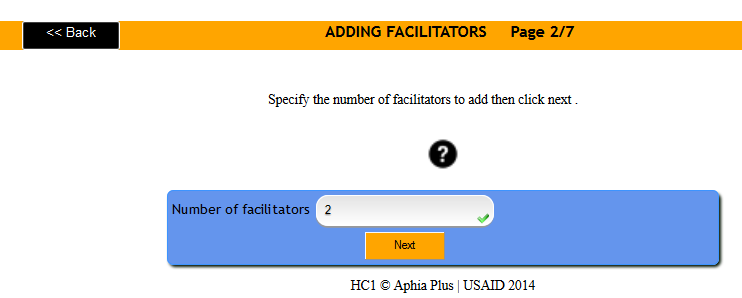 << Back
ADDING FACILITATORS Page 2/7
Specify the number of facilitators to add then click next .
?
Number of facilitators 2
Next
HC1 © Aphia Plus | USAID 2014